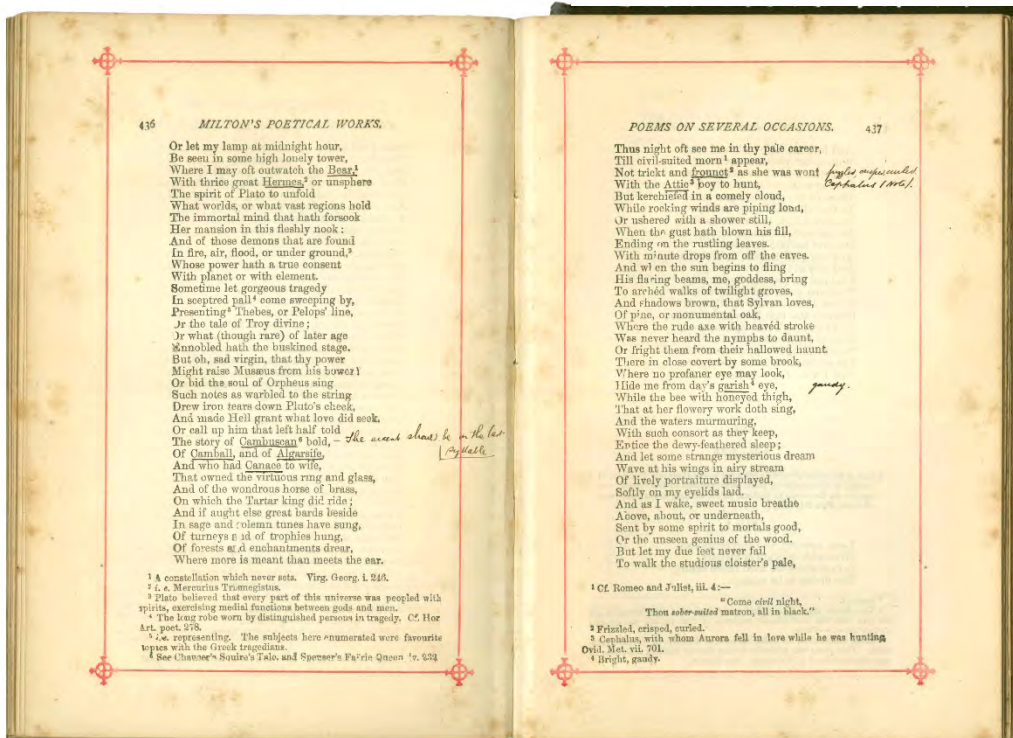 436 MILTON'S POETICAL WORKS.
Or let my lamp at midnight hour,
Be seen in some high lonely tower,
Where I may oft outwatch the Bear,¹
With thrice great Hermes,² or unsphere
The spirit of Plato to unfold
What worlds, or what vast regions hold
The immortal mind that hath forsook
Her mansion in this fleshly nook:
And of those demons that are found
In fire, air, flood, or under ground,³
Whose power hath a true consent
With planet or with element.
Sometime let gorgeous tragedy
In sceptred pall⁴ come sweeping by,
Presenting⁵ Thebes, or Pelops' line,
Or the tale of Troy divine;
Or what (though rare) of later age
Ennobled hath the buskined stage.
But oh, sad virgin, that thy power
Might raise Musæus from his bower!
Or bid the soul of Orpheus sing
Such notes as warbled to the string
Drew iron tears down Pluto's cheek,
And made Hell grant what love did seek.
Or call up him that left half told
The story of Cambuscan⁶ bold, - the accent should be on the last
Of Camball, and of Algarsife, syllable
And who had Canace to wife,
That owned the virtuous ring and glass,
And of the wondrous horse of brass,
On which the Tartar king did ride;
And if aught else great bards beside
In sage and solemn tunes have sung,
Of turneys and of trophies hung,
Of forests and enchantments drear,
Where more is meant than meets the ear.
¹ A constellation which never sets. Virg. Georg. i. 246.
² i. e. Mercurius Trismegistus.
³ Plato believed that every part of this universe was peopled with
spirits, exercising medial functions between gods and men.
⁴ The long robe worn by distinguished persons in tragedy. Cf. Hor
Art. poet. 278.
⁵ i.e. representing. The subjects here enumerated were favourite
topics with the Greek tragedians.
⁶ See Chaucer's Squire's Tale, and Spenser's Fairie Queen iv. 232
POEMS ON SEVERAL OCCASIONS. 437
Thus night oft see me in thy pale career,
Till civil-suited morn¹ appear,
Not trickt and frounct² as she was wont frizzled
With the Attic³ boy to hunt, Cephalus (Note).
But kerchiefed in a comely cloud,
While rocking winds are piping loud,
Or ushered with a shower still,
When the gust hath blown his fill,
Ending on the rustling leaves.
With minute drops from off the eaves.
And when the sun begins to fling
His flaring beams, me, goddess, bring
To archéd walks of twilight groves,
And shadows brown, that Sylvan loves,
Of pine, or monumental oak,
Where the rude axe with heavéd stroke
Was never heard the nymphs to daunt,
Or fright them from their hallowed haunt.
There in close covert by some brook,
Where no profaner eye may look,
Hide me from day's garish⁴ eye, gaudy.
While the bee with honeyed thigh,
That at her flowery work doth sing,
And the waters murmuring,
With such consort as they keep,
Entice the dewy-feathered sleep;
And let some strange mysterious dream
Wave at his wings in airy stream
Of lively portraiture displayed,
Softly on my eyelids laid.
And as I wake, sweet music breathe
Above, about, or underneath,
Sent by some spirit to mortals good,
Or the unseen genius of the wood.
But let my due feet never fail
To walk the studious cloister's pale,
¹ Cf. Romeo and Juliet, iii. 4:—
"Come civil night,
Thou sober-suited matron, all in black."
² Frizzled, crisped, curled.
³ Cephalus, with whom Aurora fell in love while he was hunting
Ovid. Met. vii. 701.
⁴ Bright, gaudy.